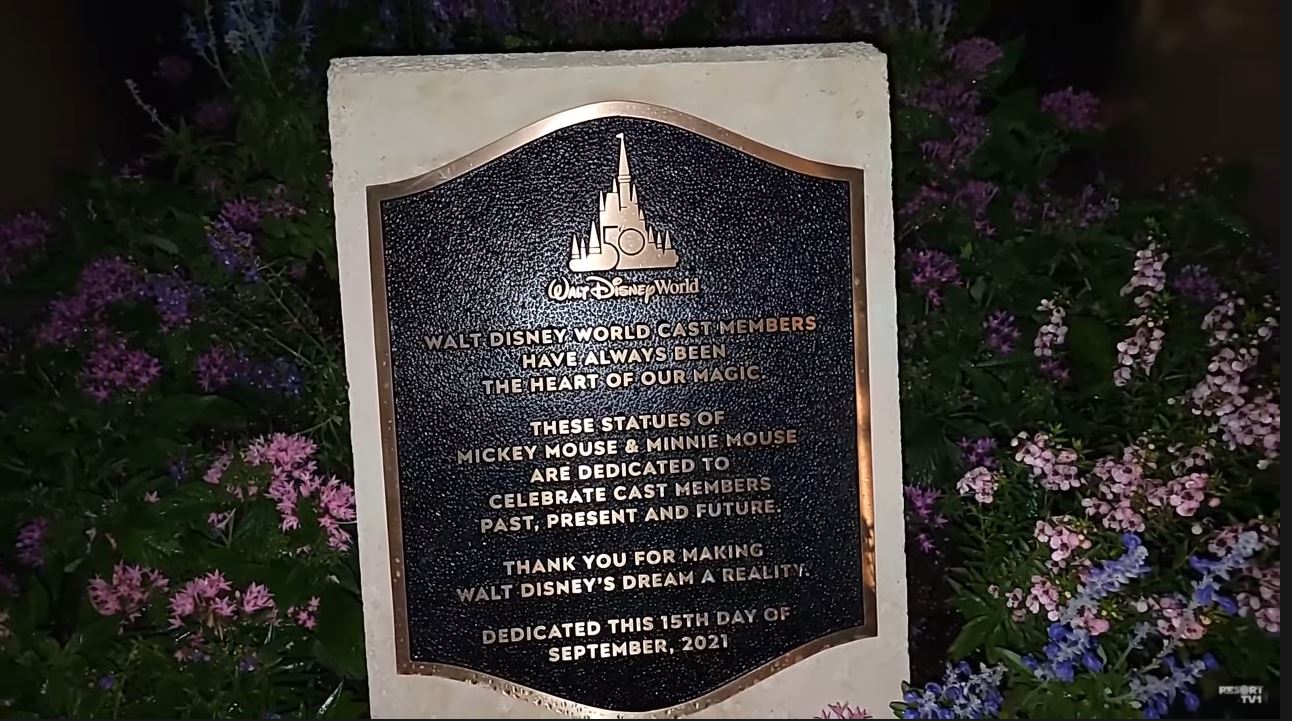 50
Walt Disney World
WALT DISNEY WORLD CAST MEMBERS
HAVE ALWAYS BEEN
THE HEART OF OUR MAGIC.
THESE STATUES OF
MICKEY MOUSE & MINNIE MOUSE
ARE DEDICATED TO
CELEBRATE CAST MEMBERS
PAST, PRESENT AND FUTURE.
THANK YOU FOR MAKING
WALT DISNEY'S DREAM A REALITY.
DEDICATED THIS 15TH DAY OF
SEPTEMBER, 2021
RESORT
TV1